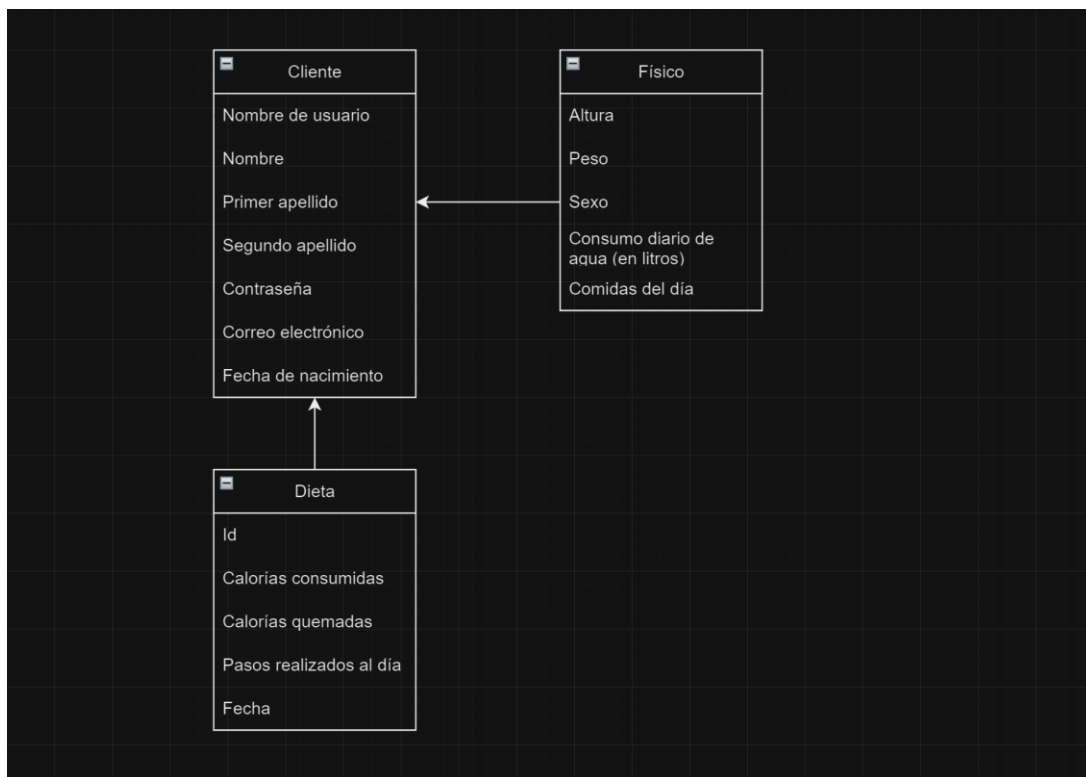 Cliente
Nombre de usuario
Nombre
Primer apellido
Segundo apellido
Contraseña
Correo electrónico
Fecha de nacimiento
Físico
Altura
Peso
Sexo
Consumo diario de
agua (en litros)
Comidas del día
Dieta
Id
Calorías consumidas
Calorías quemadas
Pasos realizados al día
Fecha